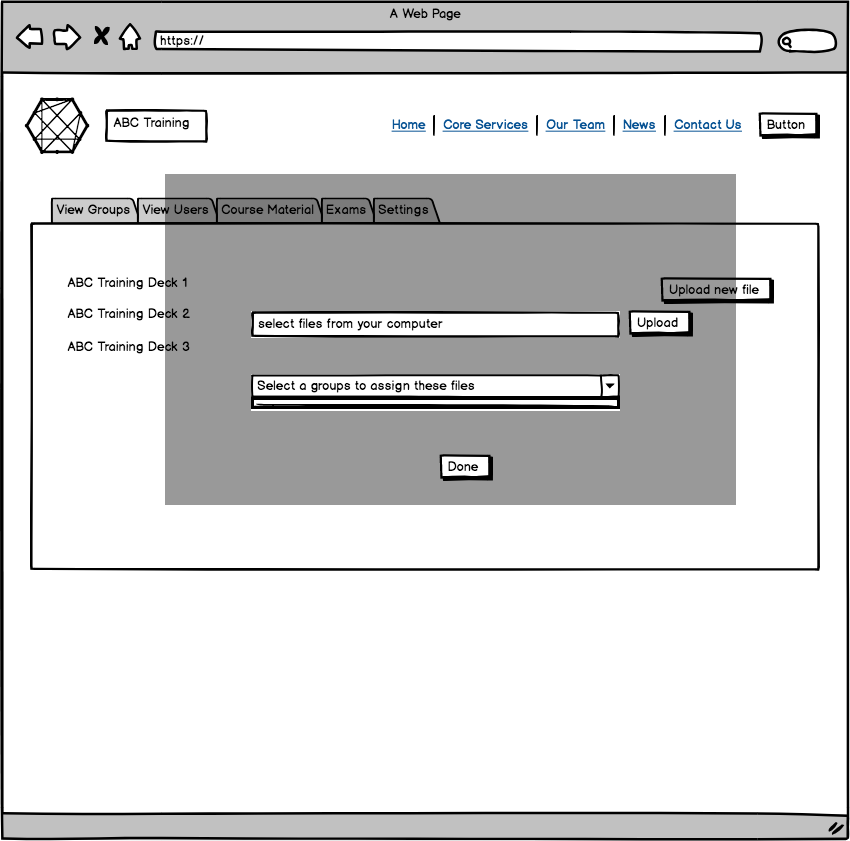 A Web Page
https://
ABC Training
Home Core Services Our Team News Contact Us Button
View Groups View Users Course Material Exams Settings
ABC Training Deck 1
Upload new file
ABC Training Deck 2
select files from your computer Upload
ABC Training Deck 3
Select a groups to assign these files
Done